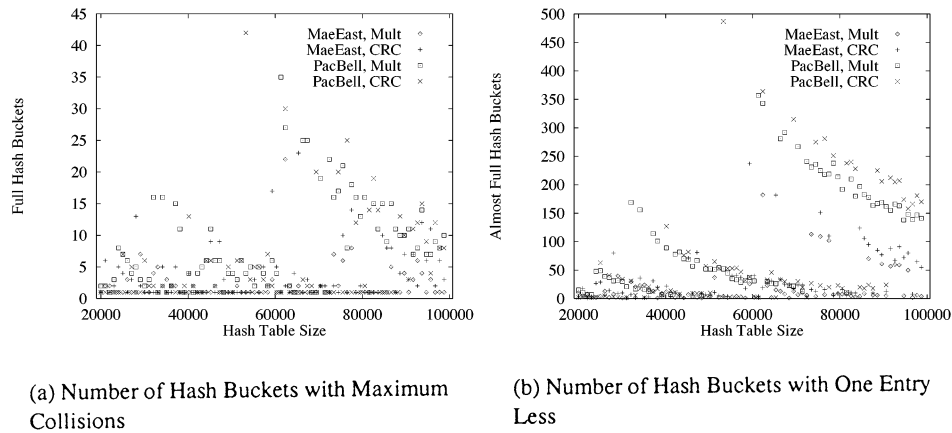 45
40
35
30
25
20
15
10
5
0
Full Hash Buckets
MaeEast, Mult
MaeEast, CRC
PacBell, Mult
PacBell, CRC
20000 40000 60000 80000 100000
Hash Table Size
(a) Number of Hash Buckets with Maximum
Collisions
500
450
400
350
300
250
200
150
100
50
0
Almost Full Hash Buckets
MaeEast, Mult
MaeEast, CRC
PacBell, Mult
PacBell, CRC
20000 40000 60000 80000 100000
Hash Table Size
(b) Number of Hash Buckets with One Entry
Less